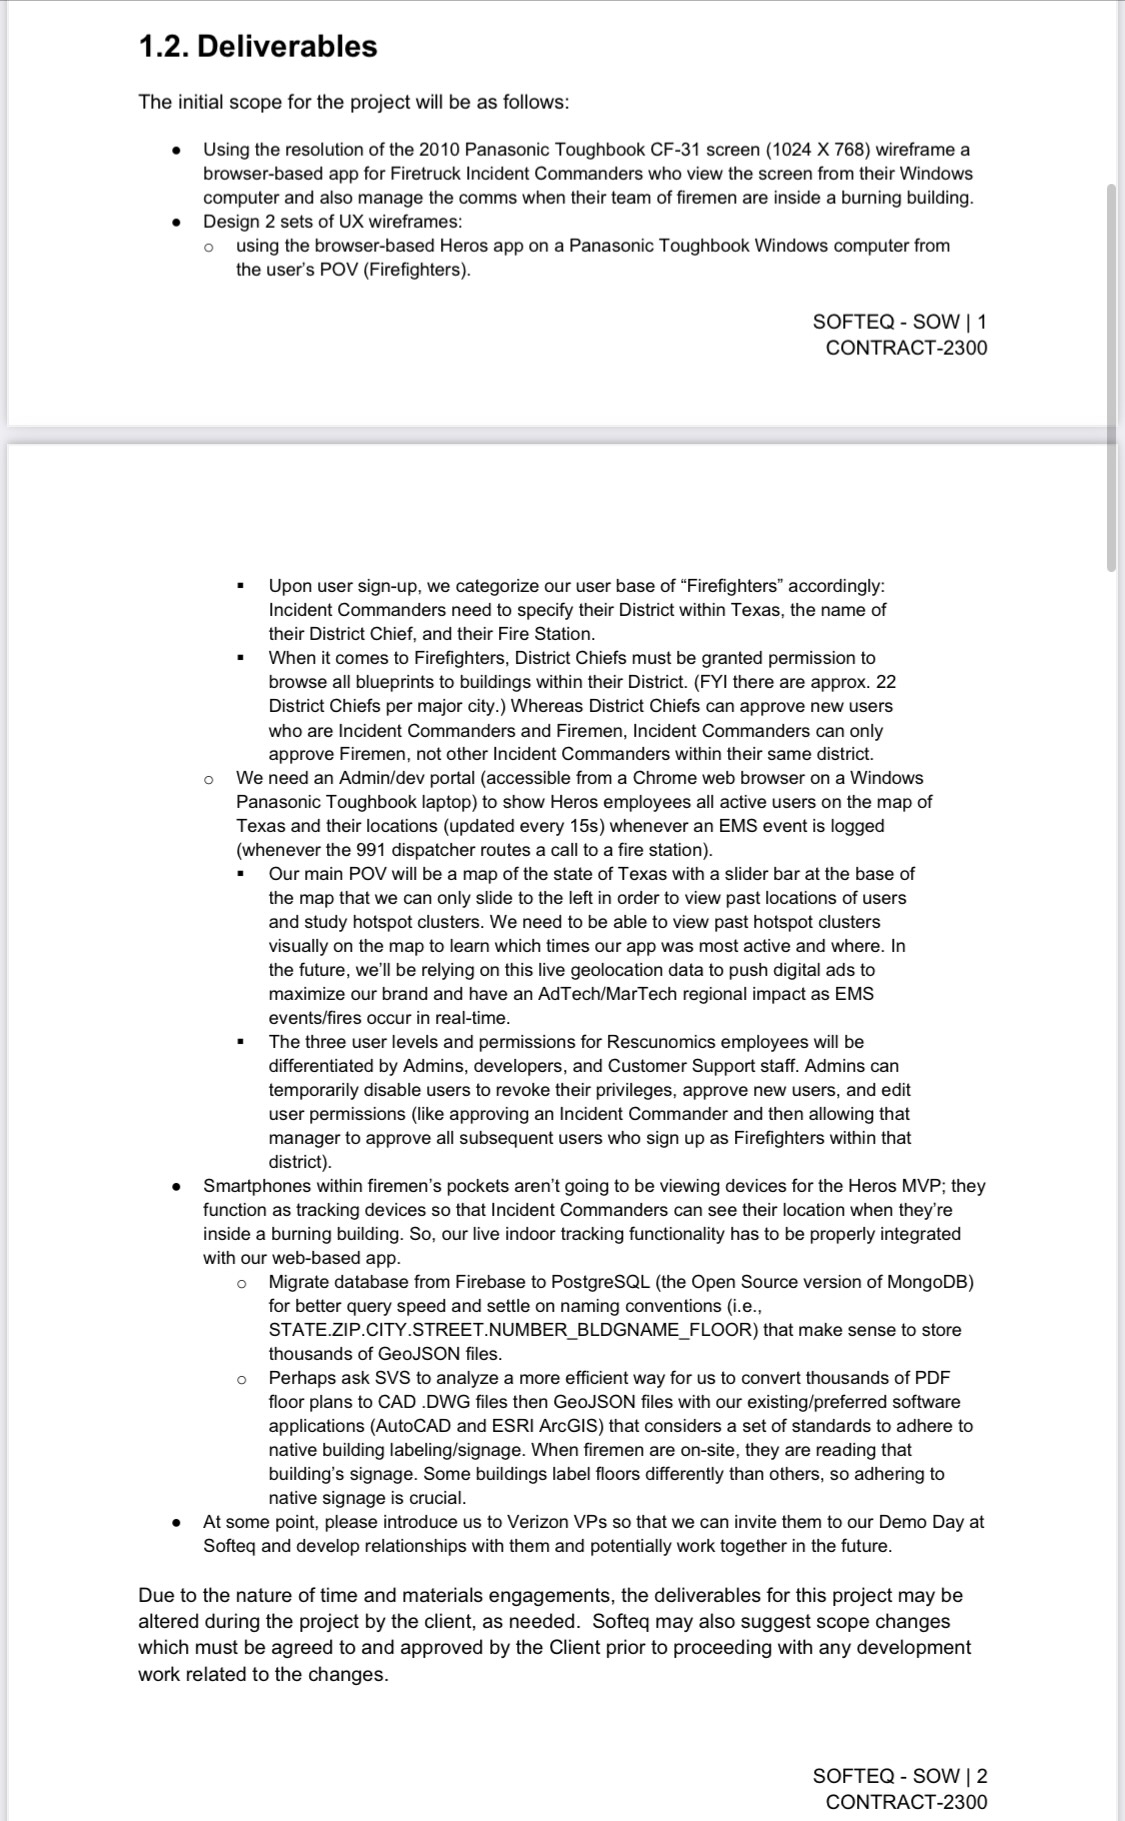 1.2. Deliverables
The initial scope for the project will be as follows:
● Using the resolution of the 2010 Panasonic Toughbook CF-31 screen (1024 X 768) wireframe a
browser-based app for Firetruck Incident Commanders who view the screen from their Windows
computer and also manage the comms when their team of firemen are inside a burning building.
● Design 2 sets of UX wireframes:
○ using the browser-based Heros app on a Panasonic Toughbook Windows computer from
the user's POV (Firefighters).
SOFTEQ - SOW | 1
CONTRACT-2300
▪ Upon user sign-up, we categorize our user base of “Firefighters” accordingly:
Incident Commanders need to specify their District within Texas, the name of
their District Chief, and their Fire Station.
▪ When it comes to Firefighters, District Chiefs must be granted permission to
browse all blueprints to buildings within their District. (FYI there are approx. 22
District Chiefs per major city.) Whereas District Chiefs can approve new users
who are Incident Commanders and Firemen, Incident Commanders can only
approve Firemen, not other Incident Commanders within their same district.
○ We need an Admin/dev portal (accessible from a Chrome web browser on a Windows
Panasonic Toughbook laptop) to show Heros employees all active users on the map of
Texas and their locations (updated every 15s) whenever an EMS event is logged
(whenever the 991 dispatcher routes a call to a fire station).
▪ Our main POV will be a map of the state of Texas with a slider bar at the base of
the map that we can only slide to the left in order to view past locations of users
and study hotspot clusters. We need to be able to view past hotspot clusters
visually on the map to learn which times our app was most active and where. In
the future, we'll be relying on this live geolocation data to push digital ads to
maximize our brand and have an AdTech/MarTech regional impact as EMS
events/fires occur in real-time.
▪ The three user levels and permissions for Rescunomics employees will be
differentiated by Admins, developers, and Customer Support staff. Admins can
temporarily disable users to revoke their privileges, approve new users, and edit
user permissions (like approving an Incident Commander and then allowing that
manager to approve all subsequent users who sign up as Firefighters within that
district).
● Smartphones within firemen's pockets aren't going to be viewing devices for the Heros MVP; they
function as tracking devices so that Incident Commanders can see their location when they're
inside a burning building. So, our live indoor tracking functionality has to be properly integrated
with our web-based app.
○ Migrate database from Firebase to PostgreSQL (the Open Source version of MongoDB)
for better query speed and settle on naming conventions (i.e.,
STATE.ZIP.CITY.STREET.NUMBER_BLDGNAME_FLOOR) that make sense to store
thousands of GeoJSON files.
○ Perhaps ask SVS to analyze a more efficient way for us to convert thousands of PDF
floor plans to CAD .DWG files then GeoJSON files with our existing/preferred software
applications (AutoCAD and ESRI ArcGIS) that considers a set of standards to adhere to
native building labeling/signage. When firemen are on-site, they are reading that
building's signage. Some buildings label floors differently than others, so adhering to
native signage is crucial.
● At some point, please introduce us to Verizon VPs so that we can invite them to our Demo Day at
Softeq and develop relationships with them and potentially work together in the future.
Due to the nature of time and materials engagements, the deliverables for this project may be
altered during the project by the client, as needed.  Softeq may also suggest scope changes
which must be agreed to and approved by the Client prior to proceeding with any development
work related to the changes.
SOFTEQ - SOW | 2
CONTRACT-2300